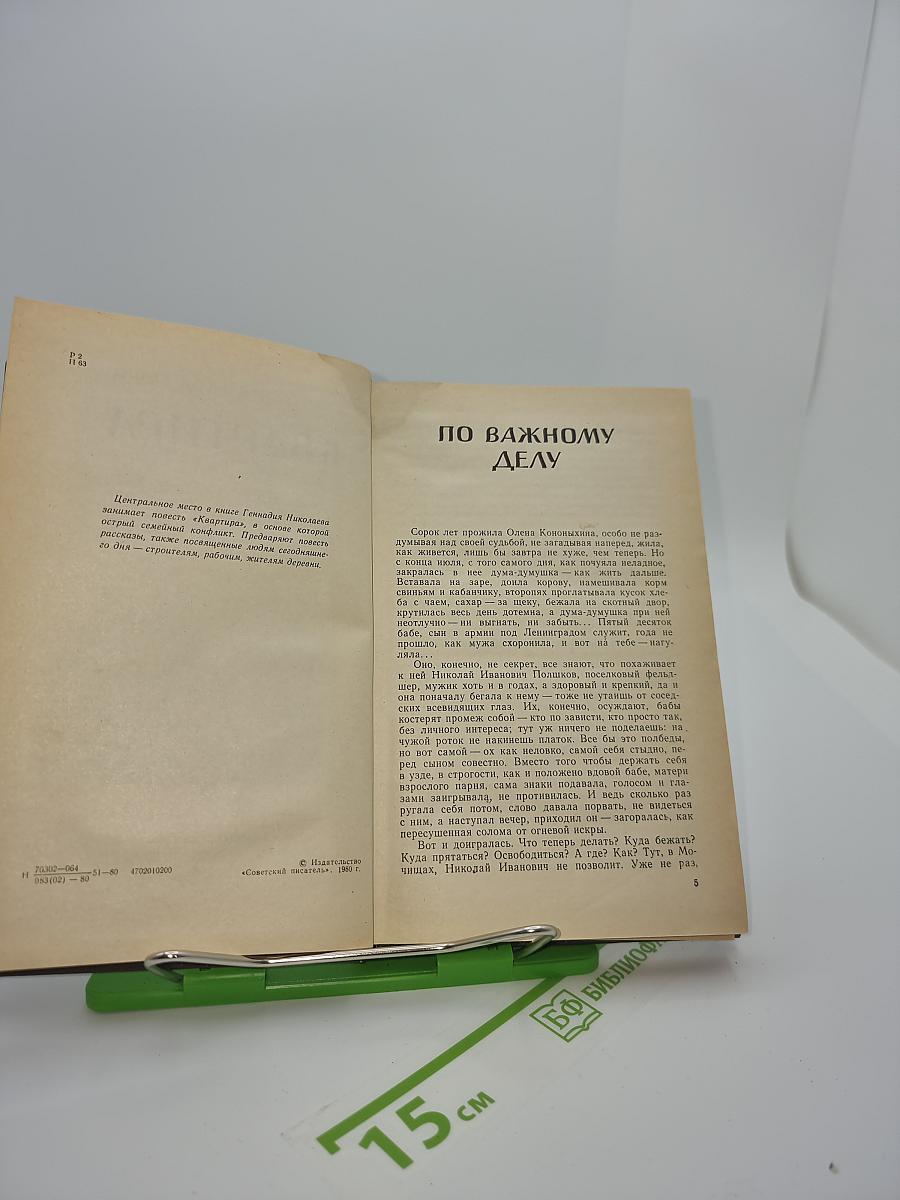 Р 2
П 63
Центральное место в книге Геннадия Николаева
занимает повесть «Квартира», в основе которой
острый семейный конфликт. Предваряют повесть
рассказы, также посвященные людям сегодняшне-
го дня — строителям, рабочим, жителям деревни.
Н 70302—064 51—80 4702010200
083(02) — 80
© Издательство
«Советский писатель», 1980 г.
ПО ВАЖНОМУ
ДЕЛУ
Сорок лет прожила Олена Кононыхина, особо не раз-
думывая над своей судьбой, не загадывая наперед, жила,
как живется, лишь бы завтра не хуже, чем теперь. Но
с конца июля, с того самого дня, как почуяла неладное,
закралась в нее дума-думушка — как жить дальше.
Вставала на заре, доила корову, намешивала корм
свиньям и кабанчику, второпях проглатывала кусок хле-
ба с чаем, сахар — за щеку, бежала на скотный двор,
крутилась весь день дотемна, а дума-думушка при ней
неотлучно — ни выгнать, ни забыть... Пятый десяток
бабе, сын в армии под Ленинградом служит, года не
прошло, как мужа схоронила, и вот на тебе — нагу-
ляла...
Оно, конечно, не секрет, все знают, что похаживает
к ней Николай Иванович Полшков, поселковый фельд-
шер, мужик хоть и в годах, а здоровый и крепкий, да и
она поначалу бегала к нему — тоже не утаишь от сосед-
ских всевидящих глаз. Их, конечно, осуждают, бабы
костерят промеж собой — кто по зависти, кто просто так,
без личного интереса; тут уж ничего не поделаешь: на
чужой роток не накинешь платок. Все бы это полбеды,
но вот самой — ох как неловко, самой себя стыдно, пе-
ред сыном совестно. Вместо того чтобы держать себя
в узде, в строгости, как и положено вдовой бабе, матери
взрослого парня, сама знаки подавала, голосом и гла-
зами заигрывала, не противилась. И ведь сколько раз
ругала себя потом, слово давала порвать, не видеться
с ним, а наступал вечер, приходил он — загоралась, как
пересушенная солома от огневой искры.
Вот и доигралась. Что теперь делать? Куда бежать?
Куда прятаться? Освободиться? А где? Как? Тут, в Мо-
чищах, Николай Иванович не позволит. Уже не раз,
5
БФ
15 см